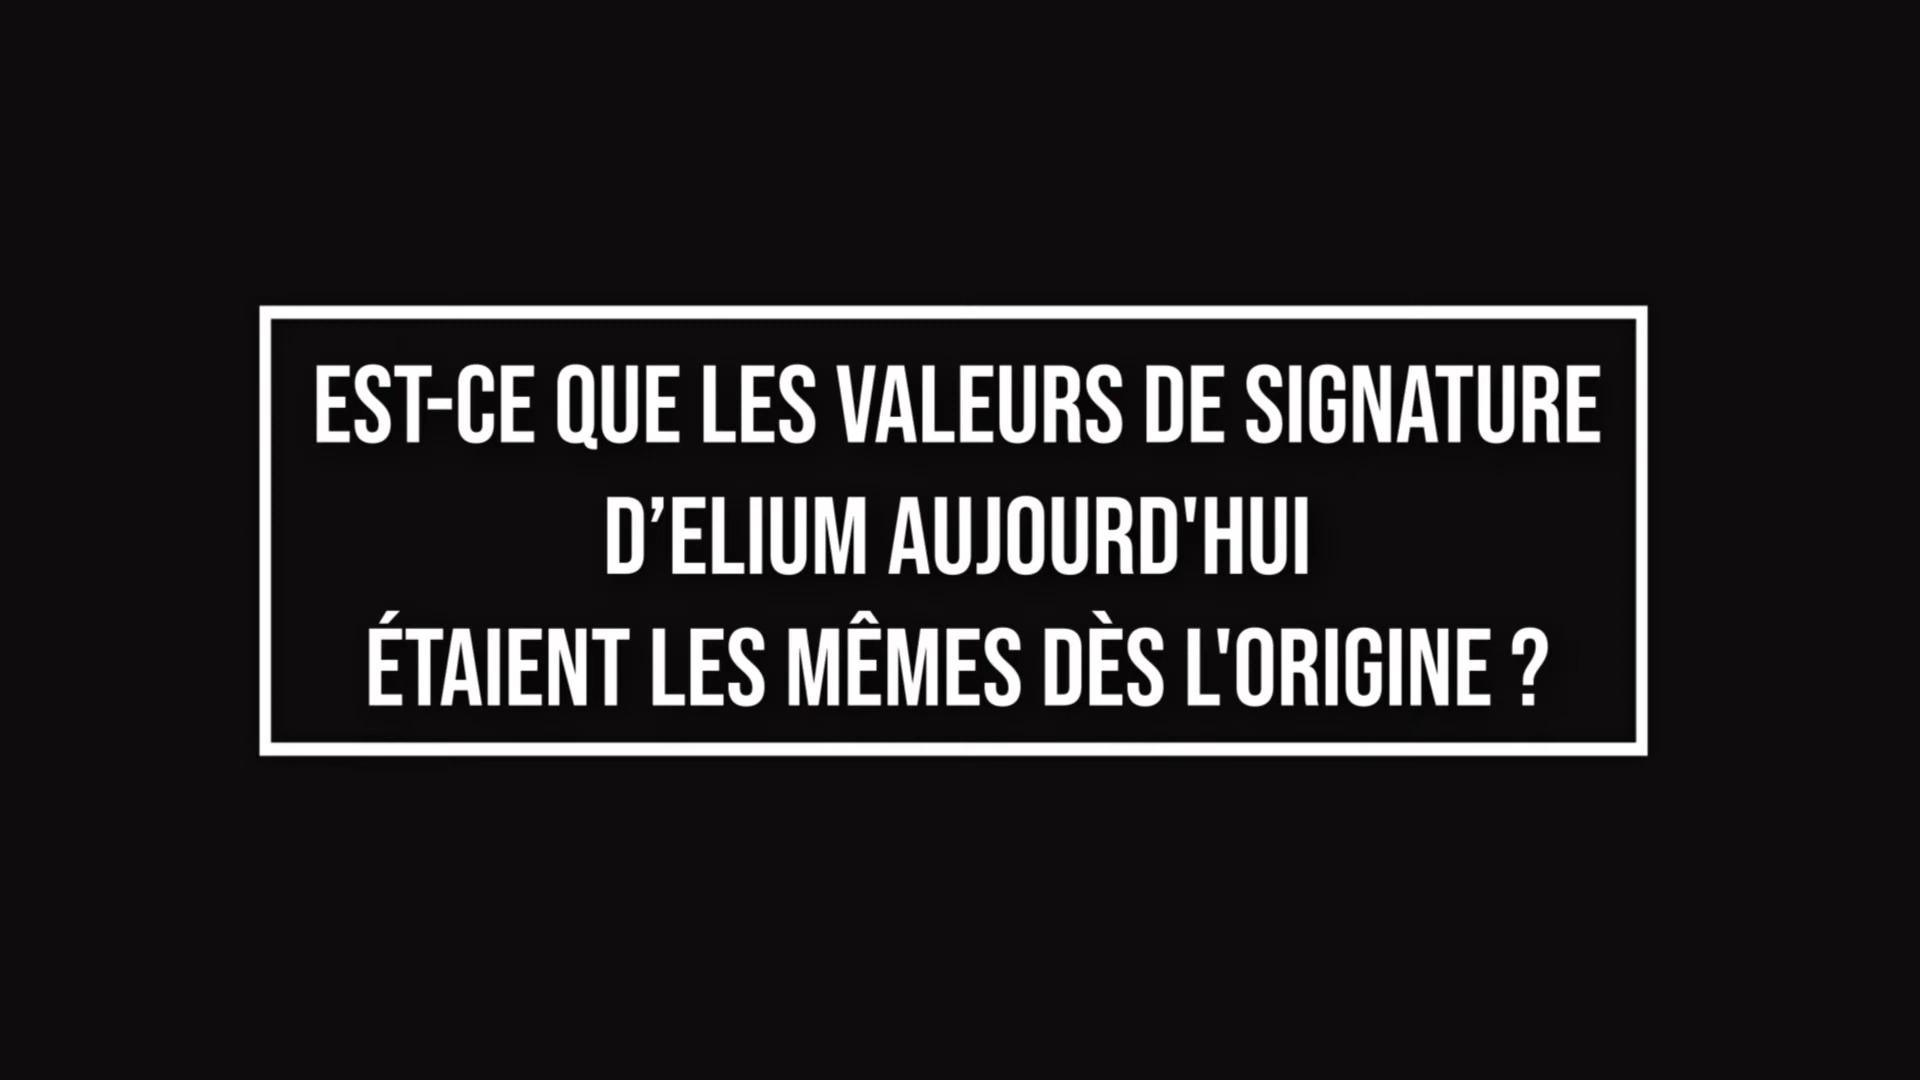 EST-CE QUE LES VALEURS DE SIGNATURE
D’ELIUM AUJOURD'HUI
ÉTAIENT LES MÊMES DÈS L'ORIGINE ?